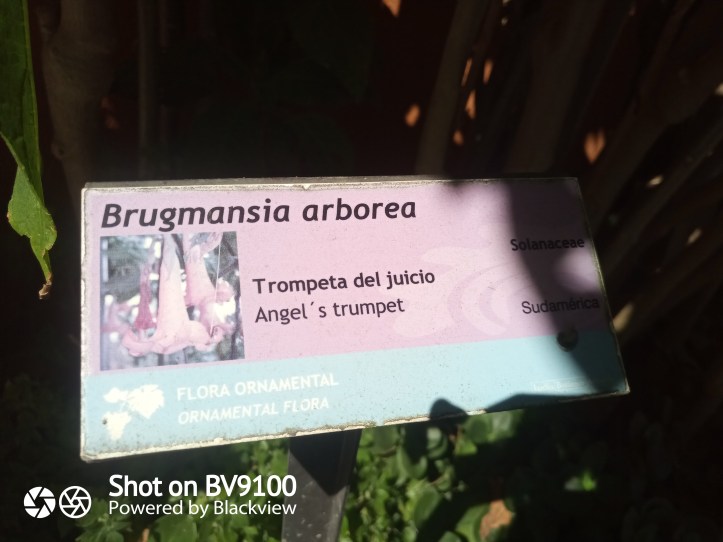 Brugmansia arborea
Solanaceae
Trompeta del juicio
Angel´s trumpet
Sudamérica
FLORA ORNAMENTAL
ORNAMENTAL FLORA
Shot on BV9100
Powered by Blackview